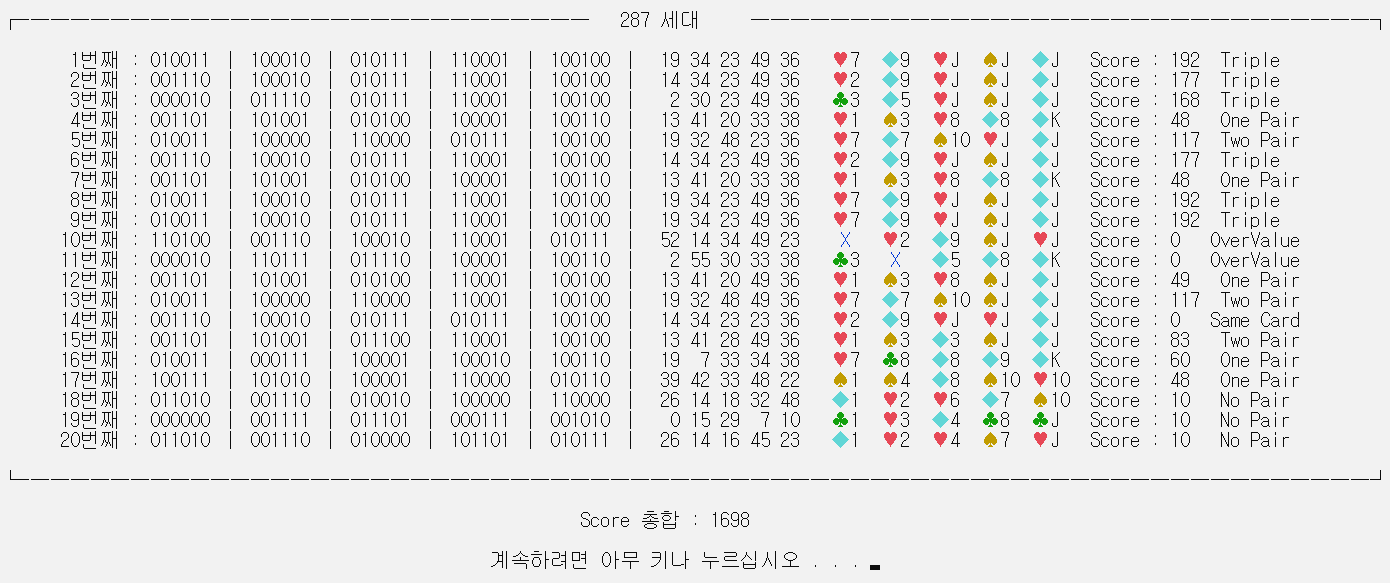 287 세대
1번째 : 010011 | 100010 | 010111 | 110001 | 100100 | 19 34 23 49 36 ♥7 ◆9 ♥J ♠J ◆J Score : 192 Triple
2번째 : 001110 | 100010 | 010111 | 110001 | 100100 | 14 34 23 49 36 ♥2 ◆9 ♥J ♠J ◆J Score : 177 Triple
3번째 : 000010 | 011110 | 010111 | 110001 | 100100 | 2 30 23 49 36 ♣3 ◆5 ♥J ♠J ◆J Score : 168 Triple
4번째 : 001101 | 101001 | 010100 | 100001 | 100110 | 13 41 20 33 38 ♥1 ♠3 ♥8 ◆8 ◆K Score : 48 One Pair
5번째 : 010011 | 100000 | 110000 | 010111 | 100100 | 19 32 48 23 36 ♥7 ◆7 ♠10 ♥J ◆J Score : 117 Two Pair
6번째 : 001110 | 100010 | 010111 | 110001 | 100100 | 14 34 23 49 36 ♥2 ◆9 ♥J ♠J ◆J Score : 177 Triple
7번째 : 001101 | 101001 | 010100 | 100001 | 100110 | 13 41 20 33 38 ♥1 ♠3 ♥8 ◆8 ◆K Score : 48 One Pair
8번째 : 010011 | 100010 | 010111 | 110001 | 100100 | 19 34 23 49 36 ♥7 ◆9 ♥J ♠J ◆J Score : 192 Triple
9번째 : 010011 | 100010 | 010111 | 110001 | 100100 | 19 34 23 49 36 ♥7 ◆9 ♥J ♠J ◆J Score : 192 Triple
10번째 : 110100 | 001110 | 100010 | 110001 | 010111 | 52 14 34 49 23 X ♥2 ◆9 ♠J ♥J Score : 0 OverValue
11번째 : 000010 | 110111 | 011110 | 100001 | 100110 | 2 55 30 33 38 ♣3 X ◆5 ◆8 ◆K Score : 0 OverValue
12번째 : 001101 | 101001 | 010100 | 110001 | 100100 | 13 41 20 49 36 ♥1 ♠3 ♥8 ♠J ◆J Score : 49 One Pair
13번째 : 010011 | 100000 | 110000 | 110001 | 100100 | 19 32 48 49 36 ♥7 ◆7 ♠10 ♠J ◆J Score : 117 Two Pair
14번째 : 001110 | 100010 | 010111 | 010111 | 100100 | 14 34 23 23 36 ♥2 ◆9 ♥J ♥J ◆J Score : 0 Same Card
15번째 : 001101 | 101001 | 011100 | 110001 | 100100 | 13 41 28 49 36 ♥1 ♠3 ◆3 ♠J ◆J Score : 83 Two Pair
16번째 : 010011 | 000111 | 100001 | 100010 | 100110 | 19 7 33 34 38 ♥7 ♣8 ◆8 ◆9 ◆K Score : 60 One Pair
17번째 : 100111 | 101010 | 100001 | 110000 | 010110 | 39 42 33 48 22 ♠1 ♠4 ◆8 ♠10 ♥10 Score : 48 One Pair
18번째 : 011010 | 001110 | 010010 | 100000 | 110000 | 26 14 18 32 48 ◆1 ♥2 ♥6 ◆7 ♠10 Score : 10 No Pair
19번째 : 000000 | 001111 | 011101 | 000111 | 001010 | 0 15 29 7 10 ♣1 ♥3 ◆4 ♣8 ♣J Score : 10 No Pair
20번째 : 011010 | 001110 | 010000 | 101101 | 010111 | 26 14 16 45 23 ◆1 ♥2 ♥4 ♠7 ♥J Score : 10 No Pair
Score 총합 : 1698
계속하려면 아무 키나 누르십시오 . . .